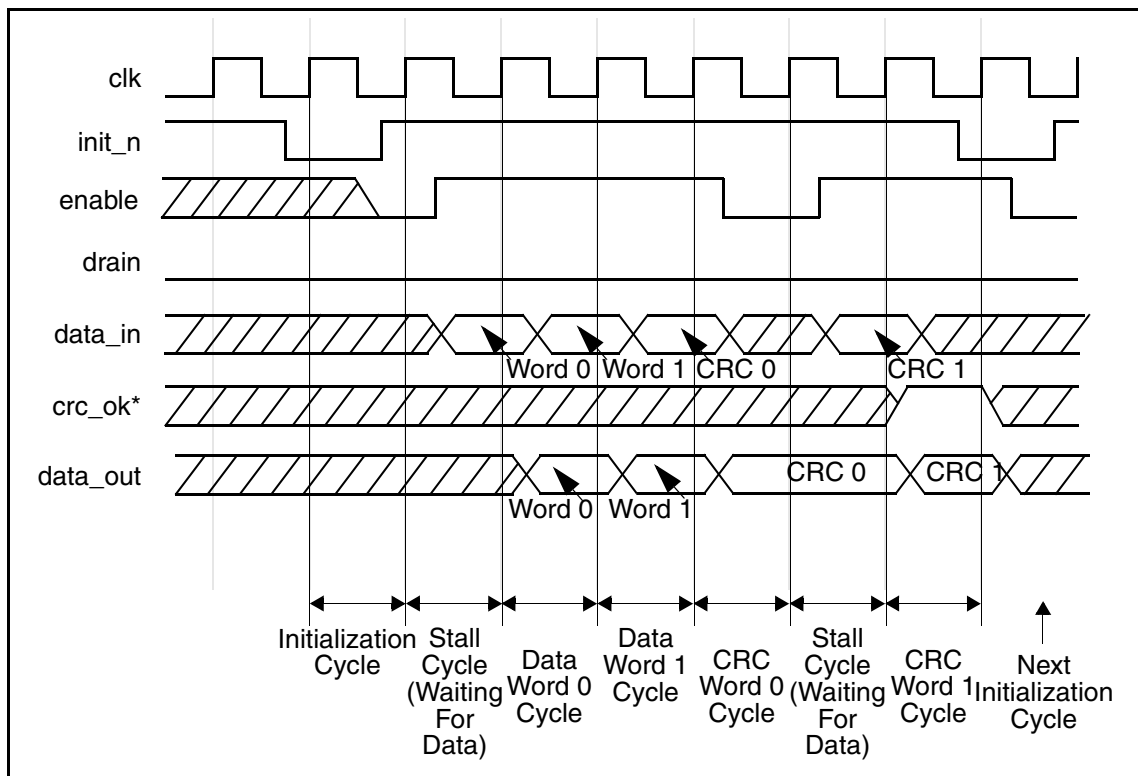 clk
init_n
enable
drain
data_in
Word 0
Word 1
CRC 0
CRC 1
crc_ok*
data_out
CRC 0
CRC 1
Word 0
Word 1
Initialization
Cycle
Stall
Cycle
(Waiting
For
Data)
Data
Word 0
Cycle
Data
Word 1
Cycle
CRC
Word 0
Cycle
Stall
Cycle
(Waiting
For
Data)
CRC
Word 1
Cycle
Next
Initialization
Cycle